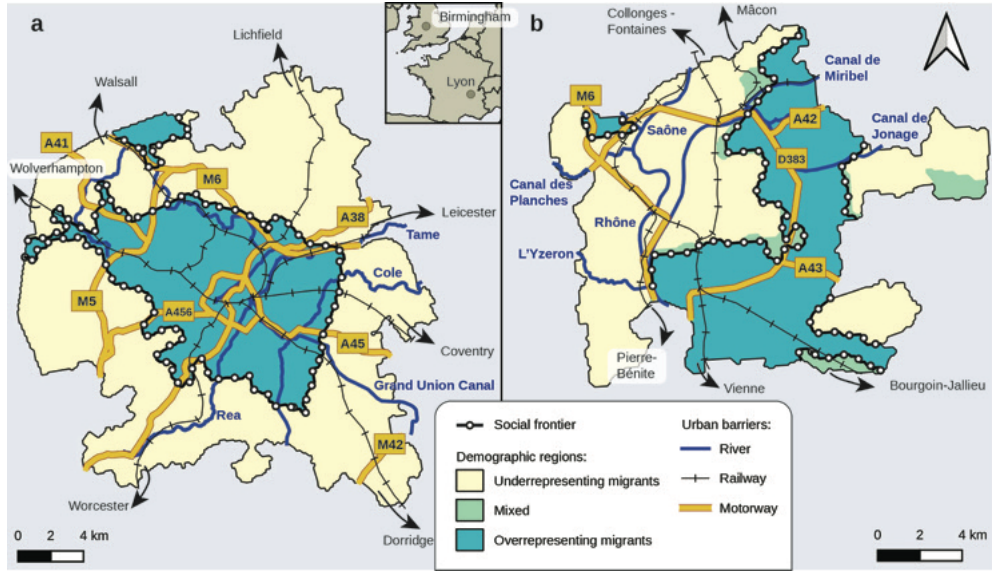 a
Lichfield
Birmingham
Lyon
b
Collonges -
Fontaines
Mâcon
Canal de
Miribel
Walsall
A41
Wolverhampton
M6
A38
Leicester
Tame
Cole
M5
A456
A45
Coventry
Grand Union Canal
Rea
M42
Worcester
Dorridge
M6
Saône
A42
Canal de
Jonage
D383
Canal des
Planches
Rhône
L'Yzeron
A43
Pierre-
Bénite
Vienne
Bourgoin-Jallieu
Social frontier
Demographic regions:
Underrepresenting migrants
Mixed
Overrepresenting migrants
Urban barriers:
River
Railway
Motorway
0 2 4 km
0 2 4 km